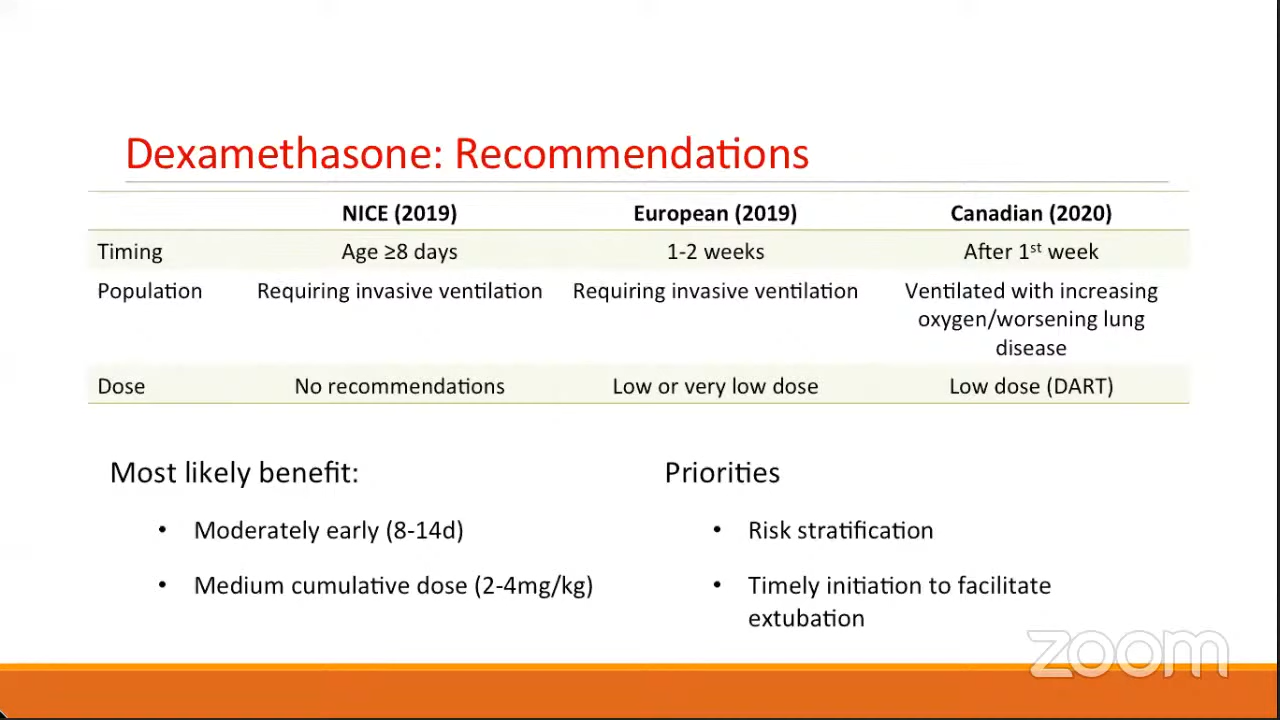 Dexamethasone: Recommendations
NICE (2019) European (2019) Canadian (2020)
Timing Age ≥8 days 1-2 weeks After 1st week
Population Requiring invasive ventilation Requiring invasive ventilation Ventilated with increasing
oxygen/worsening lung
disease
Dose No recommendations Low or very low dose Low dose (DART)
Most likely benefit:
• Moderately early (8-14d)
• Medium cumulative dose (2-4mg/kg)
Priorities
• Risk stratification
• Timely initiation to facilitate
extubation
zoom